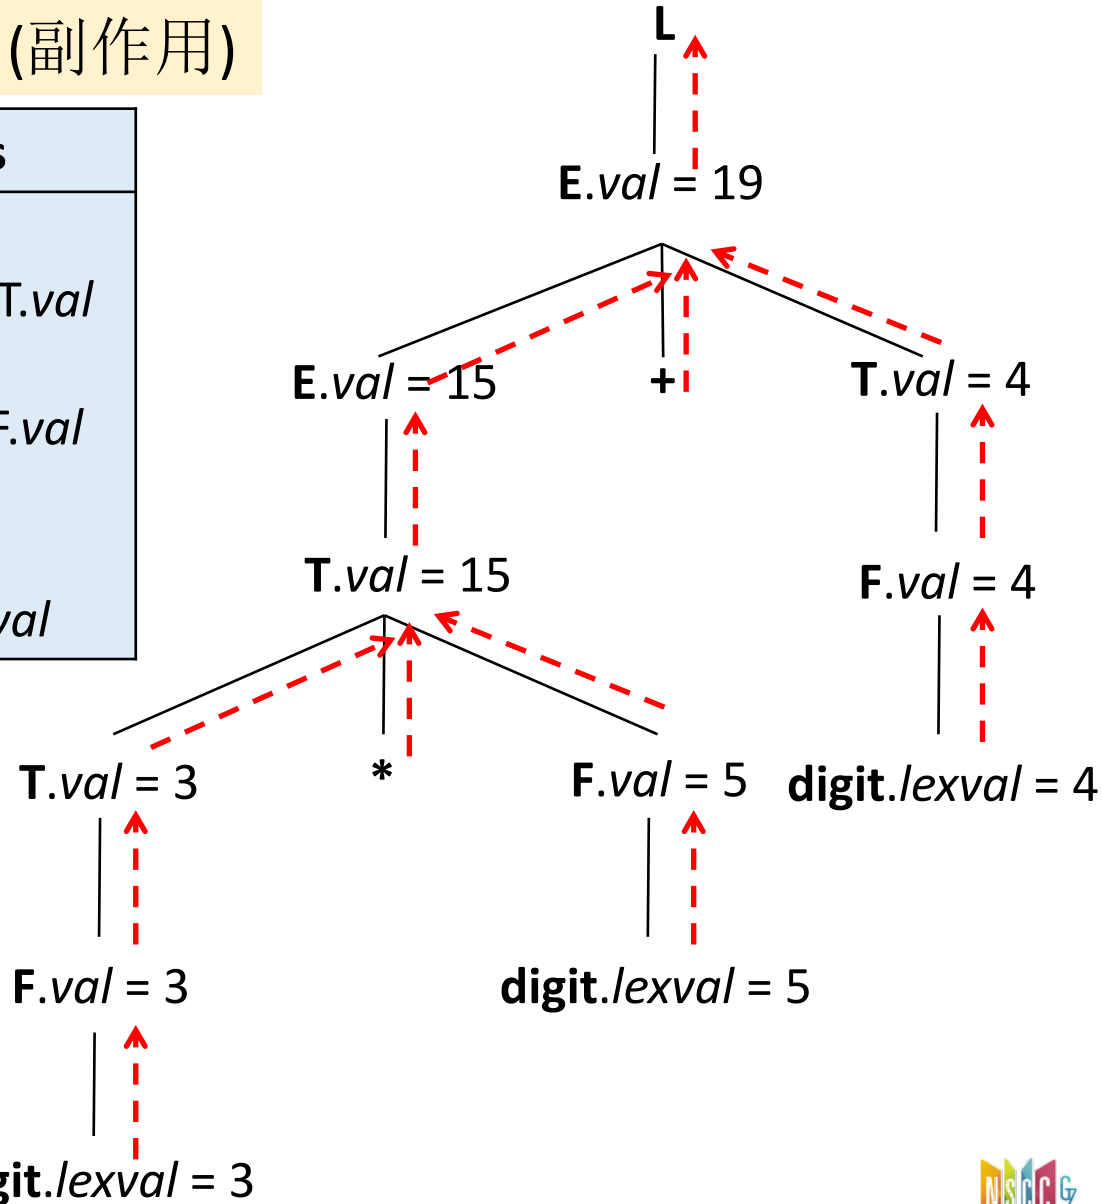 (副作用)
s
T.val
F.val
val
L
E.val = 19
E.val = 15
+
T.val = 4
T.val = 15
F.val = 4
T.val = 3
*
F.val = 5
digit.lexval = 4
F.val = 3
digit.lexval = 5
git.lexval = 3
NSCC